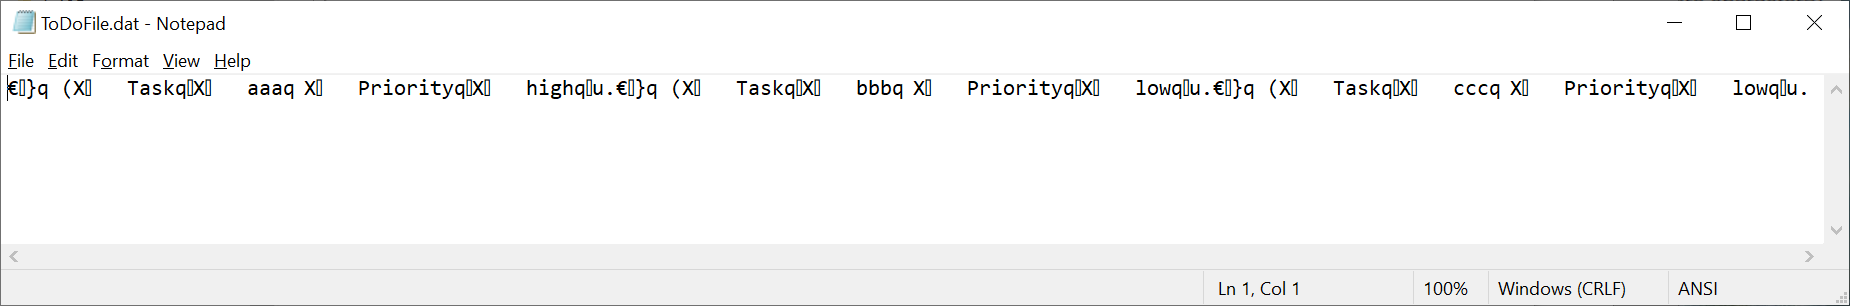 ToDoFile.dat - Notepad
File Edit Format View Help
€▯}q (X▯   Taskq▯X▯   aaaq X▯   Priorityq▯X▯   highq▯u.€▯}q (X▯   Taskq▯X▯   bbbq X▯   Priorityq▯X▯   lowq▯u.€▯}q (X▯   Taskq▯X▯   cccq X▯   Priorityq▯X▯   lowq▯u.
Ln 1, Col 1 100% Windows (CRLF) ANSI